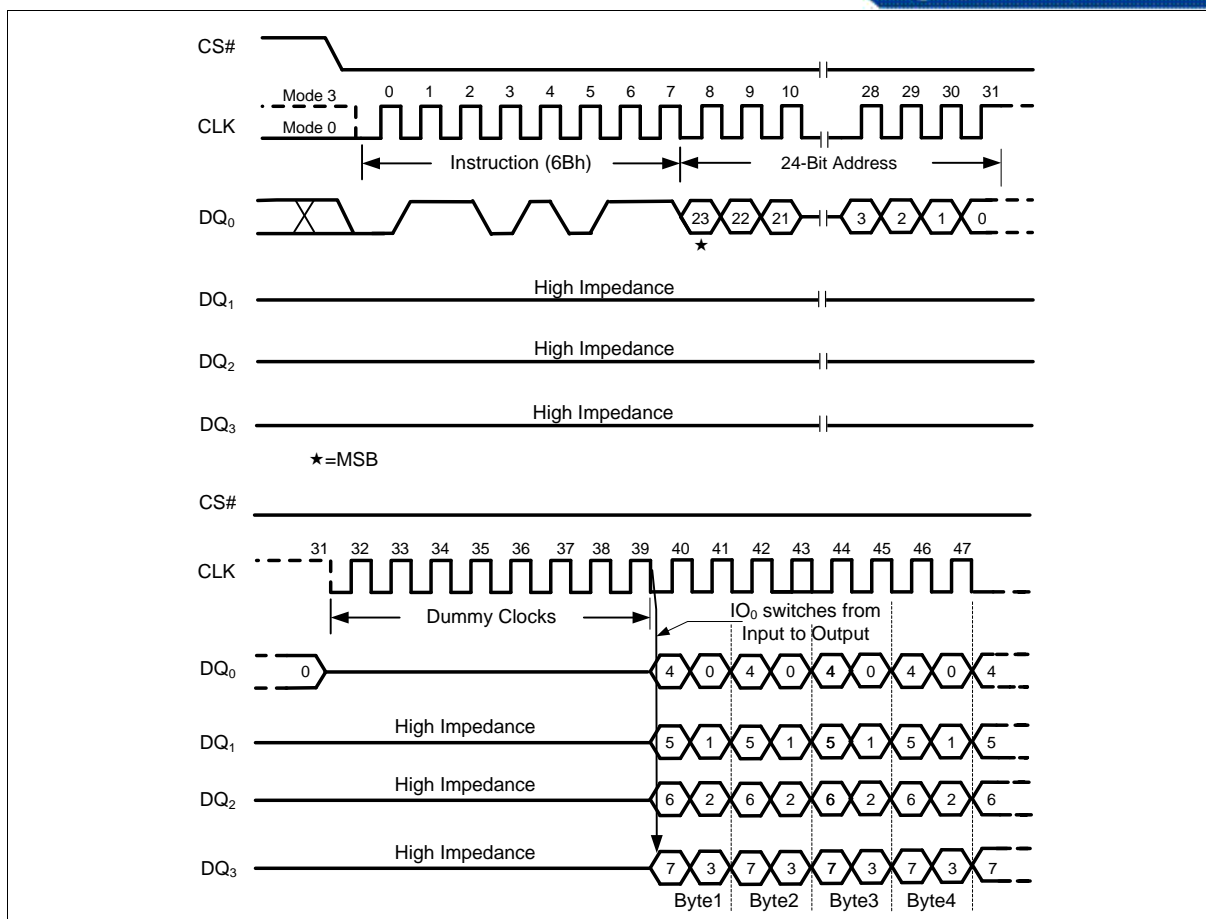 CS#
Mode 3 0 1 2 3 4 5 6 7 8 9 10 28 29 30 31
CLK Mode 0
Instruction (6Bh) 24-Bit Address
DQ₀ 23 22 21 3 2 1 0
★
High Impedance
DQ₁
High Impedance
DQ₂
High Impedance
DQ₃
★=MSB
CS#
31 32 33 34 35 36 37 38 39 40 41 42 43 44 45 46 47
CLK
Dummy Clocks IO₀ switches from
Input to Output
DQ₀ 0 4 0 4 0 4 0 4 0 4
High Impedance
DQ₁ 5 1 5 1 5 1 5 1 5
High Impedance
DQ₂ 6 2 6 2 6 2 6 2 6
High Impedance
DQ₃ 7 3 7 3 7 3 7 3 7
Byte1 Byte2 Byte3 Byte4